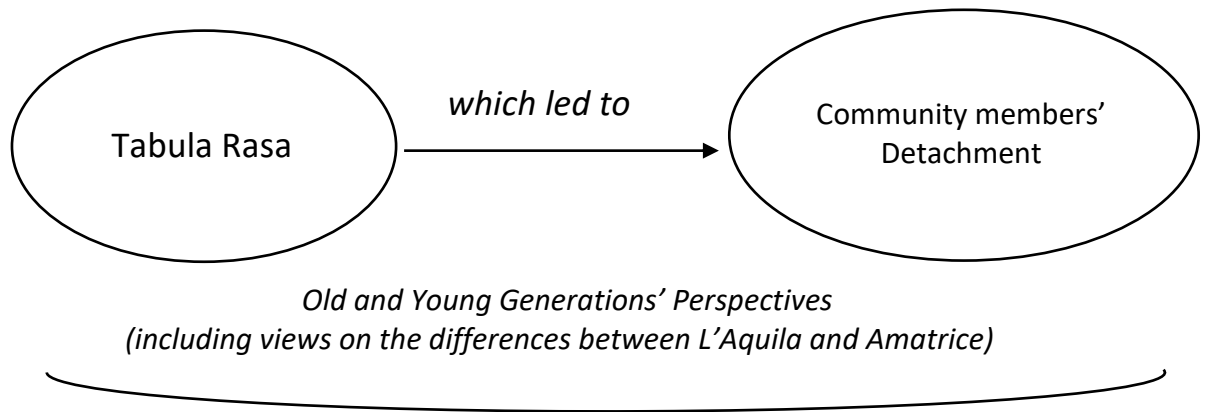 which led to
Tabula Rasa
Community members’
Detachment
Old and Young Generations’ Perspectives
(including views on the differences between L’Aquila and Amatrice)